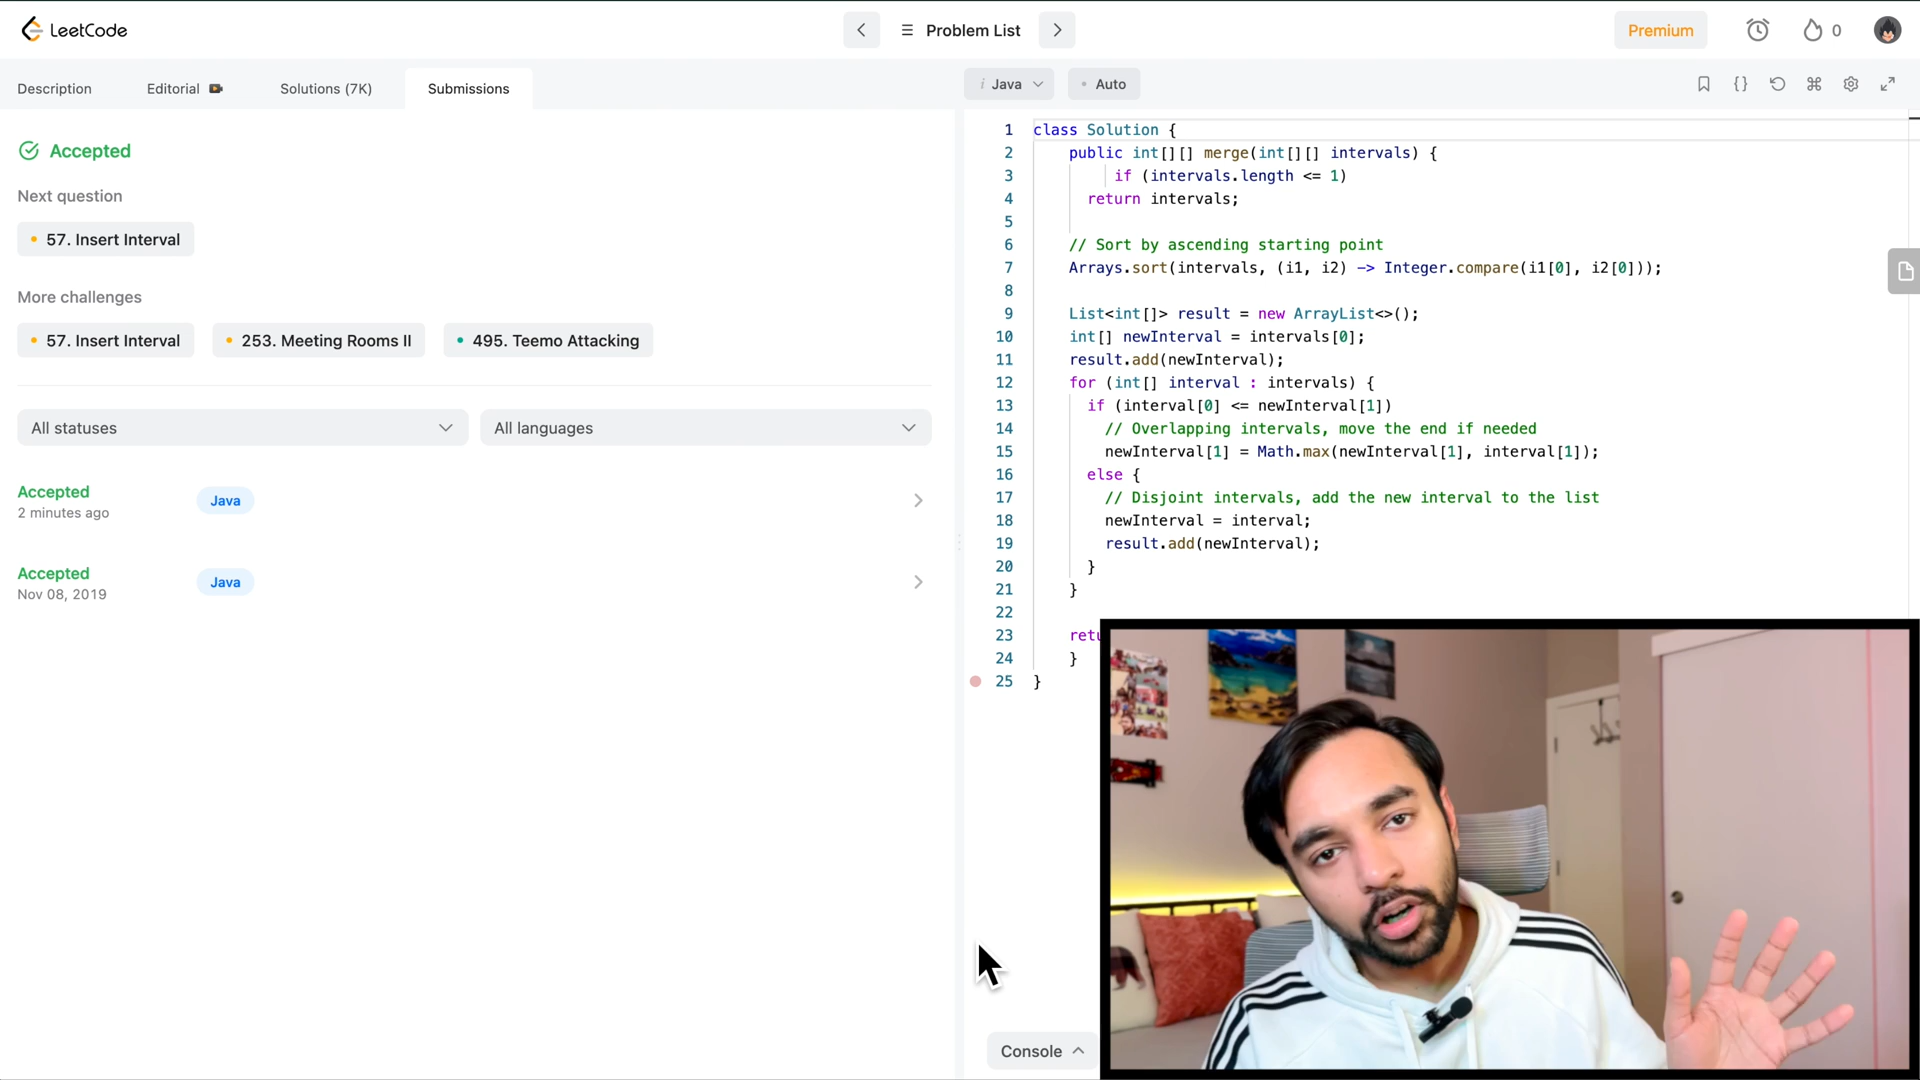 LeetCode
Problem List
Premium
0
Description
Editorial
Solutions (7K)
Submissions
Java
Auto
Accepted
Next question
57. Insert Interval
More challenges
57. Insert Interval
253. Meeting Rooms II
495. Teemo Attacking
All statuses
All languages
Accepted
2 minutes ago
Java
Accepted
Nov 08, 2019
Java
1 class Solution {
2 public int[][] merge(int[][] intervals) {
3 if (intervals.length <= 1)
4 return intervals;
5
6 // Sort by ascending starting point
7 Arrays.sort(intervals, (i1, i2) -> Integer.compare(i1[0], i2[0]));
8
9 List<int[]> result = new ArrayList<>();
10 int[] newInterval = intervals[0];
11 result.add(newInterval);
12 for (int[] interval : intervals) {
13 if (interval[0] <= newInterval[1])
14 // Overlapping intervals, move the end if needed
15 newInterval[1] = Math.max(newInterval[1], interval[1]);
16 else {
17 // Disjoint intervals, add the new interval to the list
18 newInterval = interval;
19 result.add(newInterval);
20 }
21 }
22
23 retu
24 }
25 }
Console